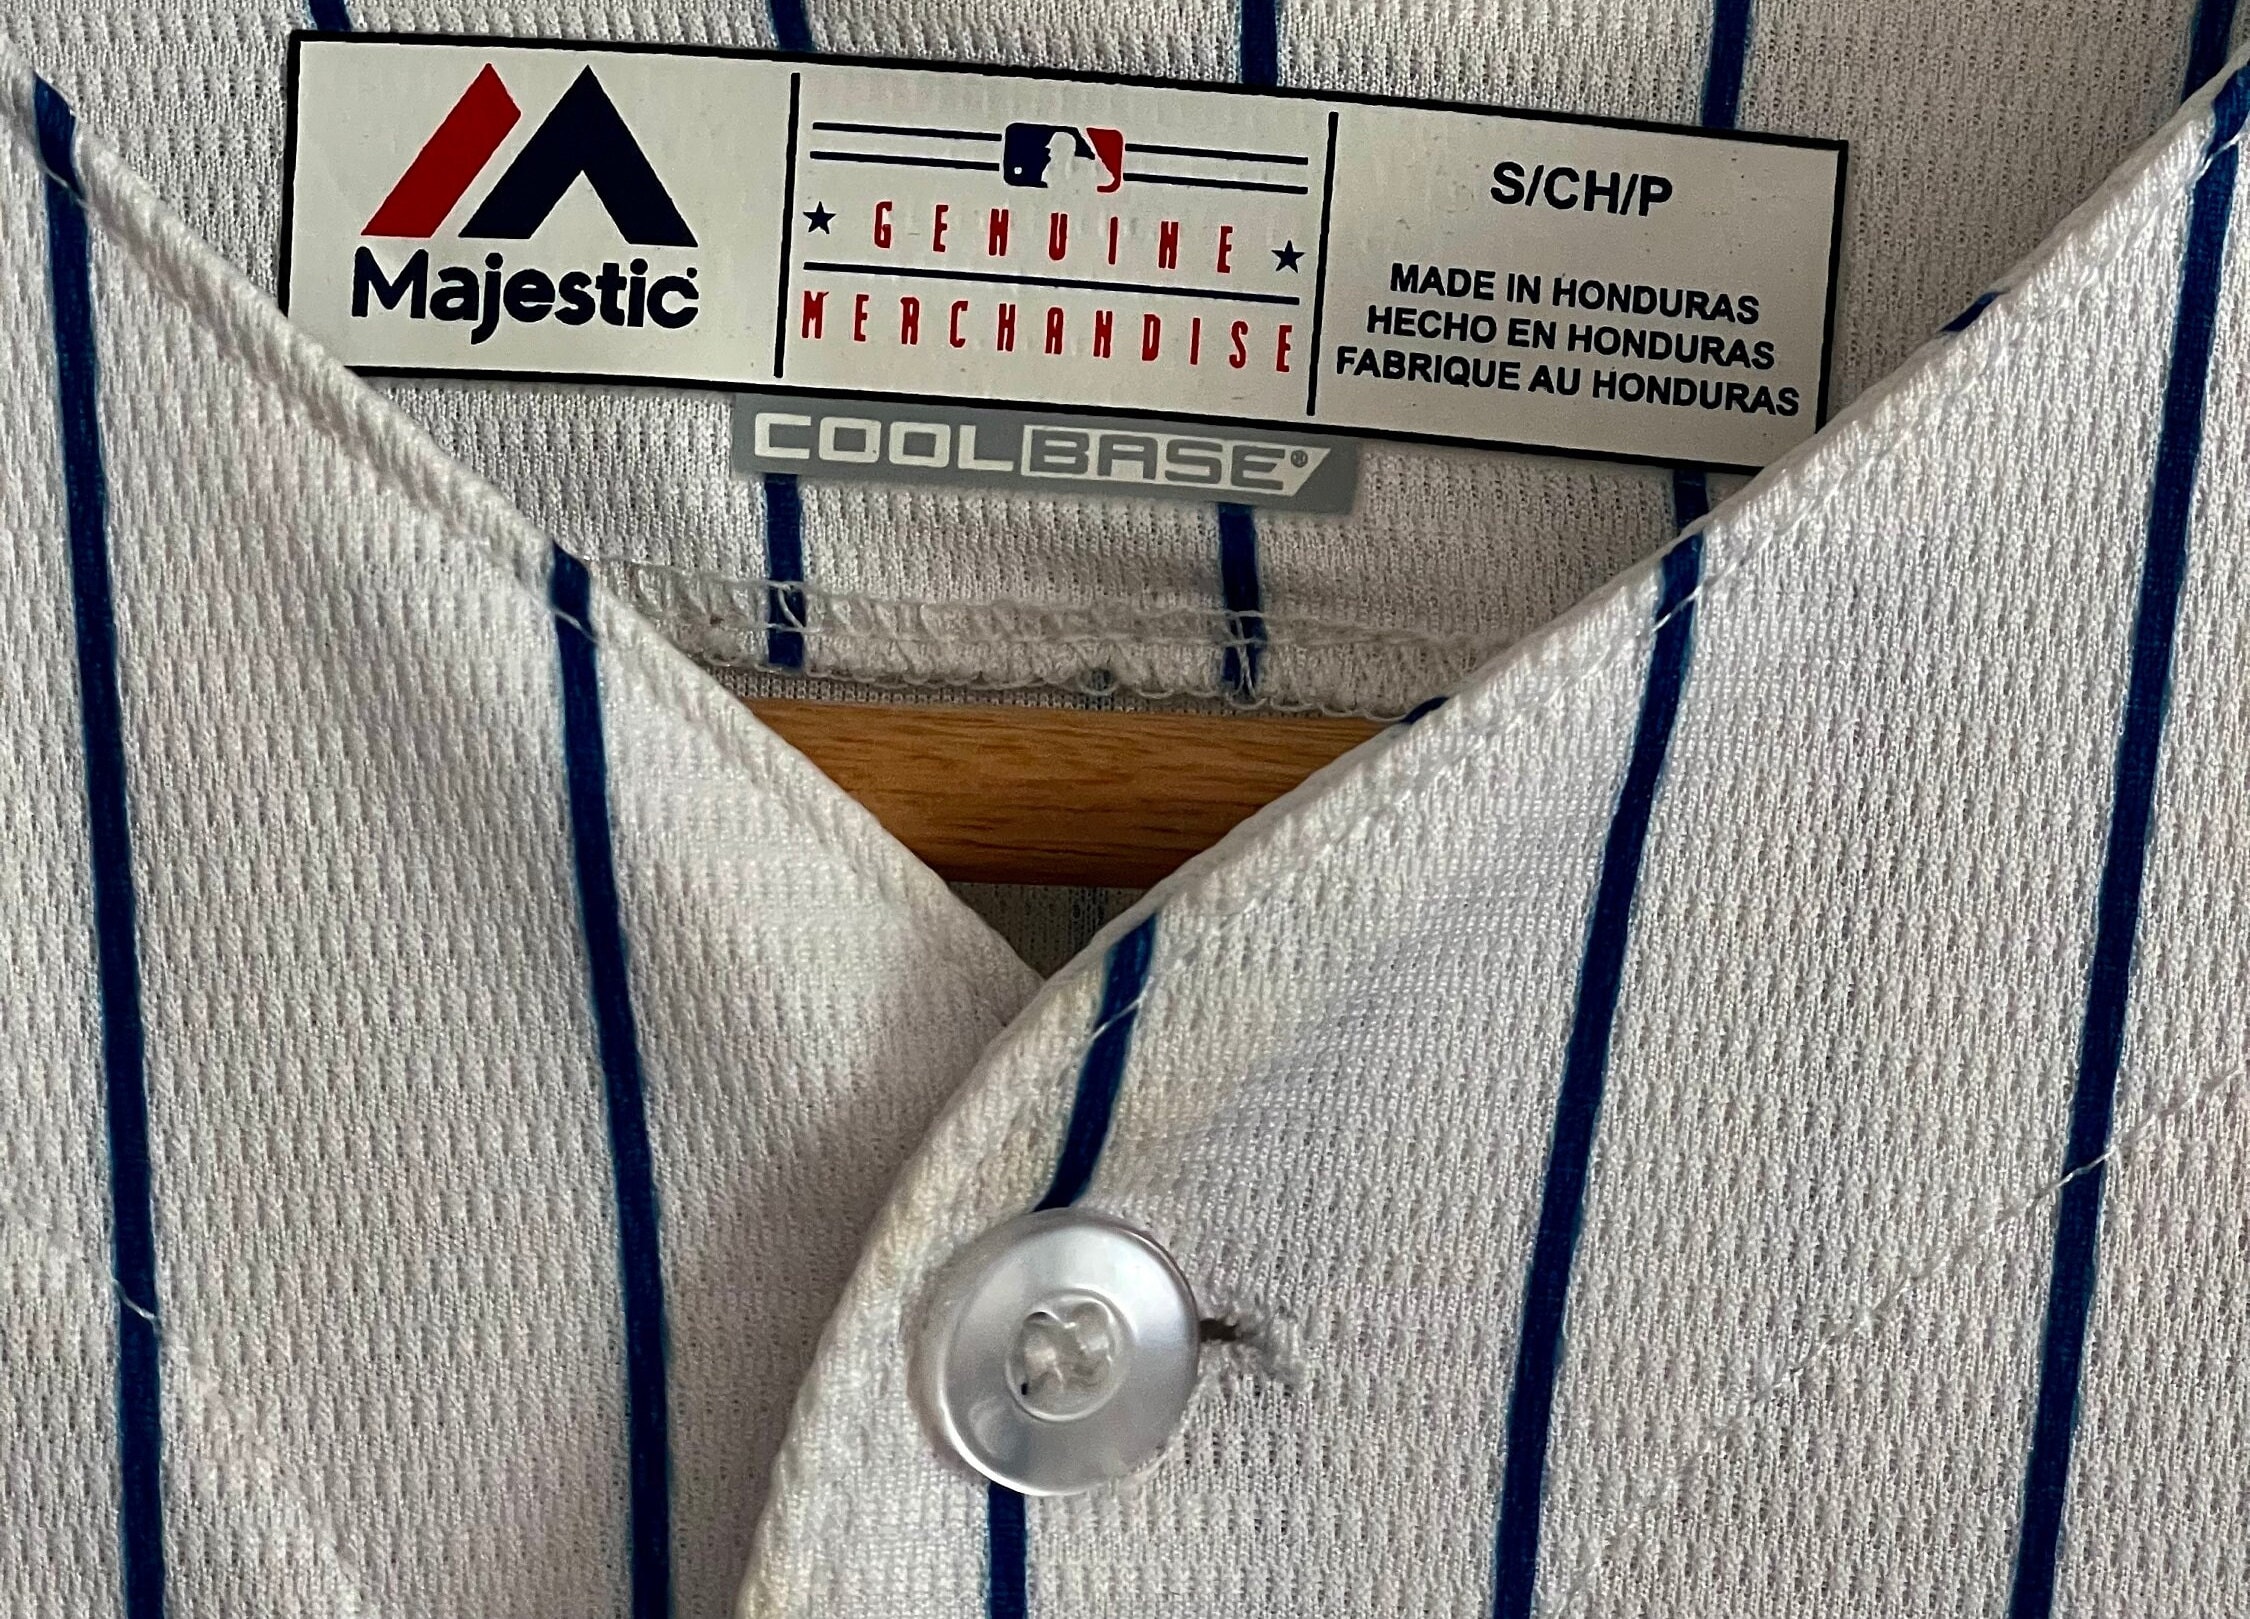 Majestic
GENUINE
MERCHANDISE
S/CH/P
MADE IN HONDURAS
HECHO EN HONDURAS
FABRIQUE AU HONDURAS
COOLBASE®